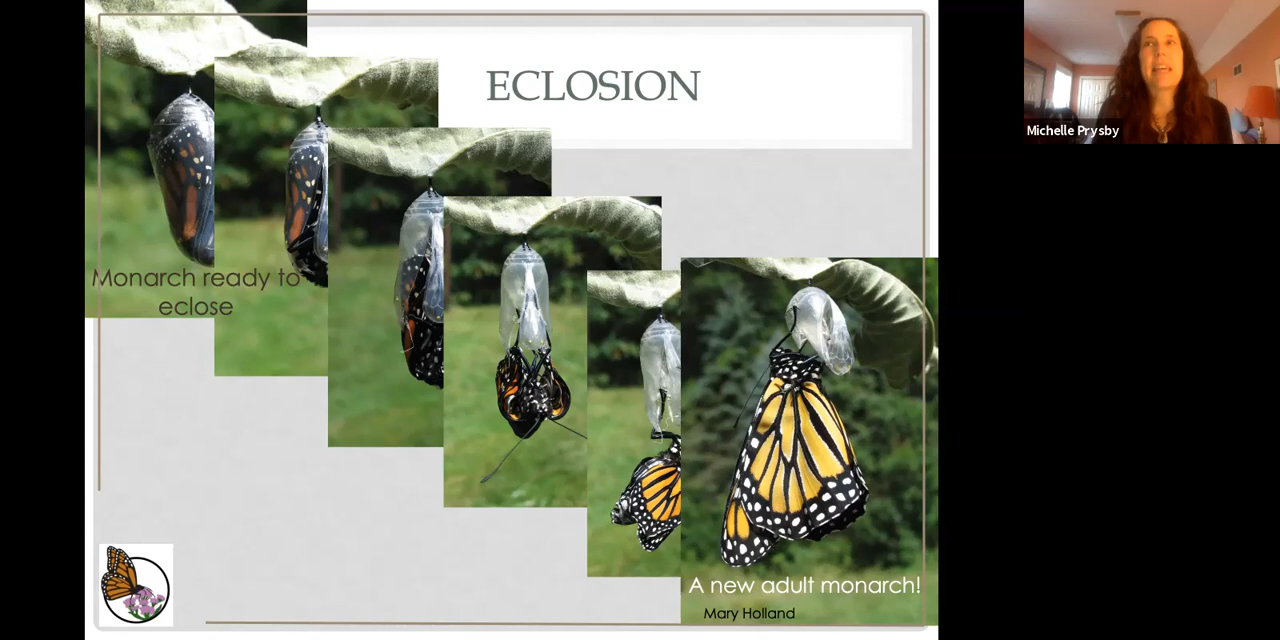 ECLOSION
Michelle Prysby
Monarch ready to
eclose
A new adult monarch!
Mary Holland